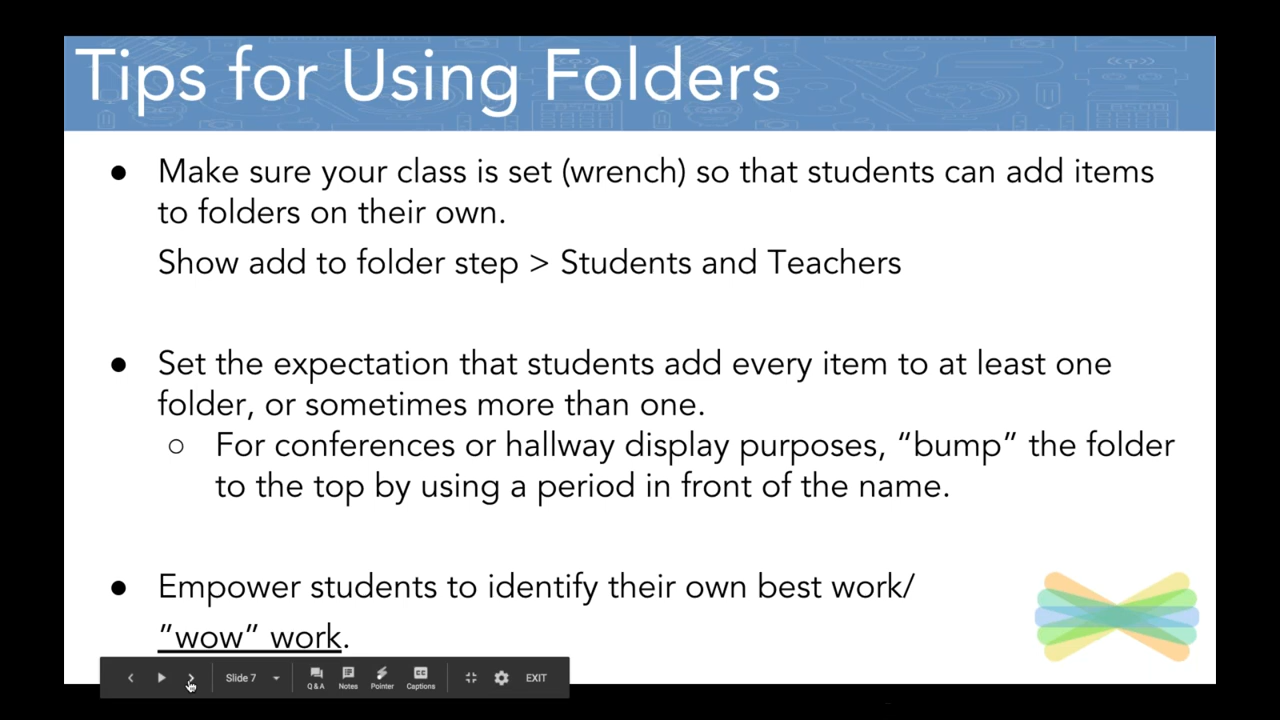 Tips for Using Folders
● Make sure your class is set (wrench) so that students can add items
to folders on their own.
Show add to folder step > Students and Teachers
● Set the expectation that students add every item to at least one
folder, or sometimes more than one.
○ For conferences or hallway display purposes, “bump” the folder
to the top by using a period in front of the name.
● Empower students to identify their own best work/
”wow” work.
Slide 7 Q&A Notes Pointer Captions EXIT